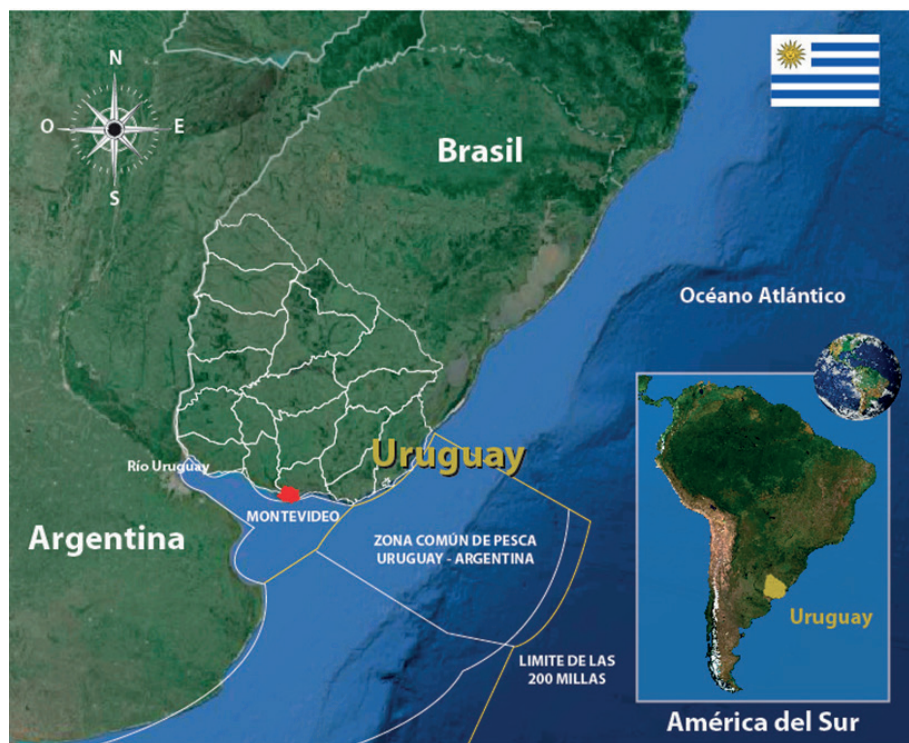 N
O
E
S
Brasil
Océano Atlántico
Uruguay
Río Uruguay
MONTEVIDEO
Argentina
ZONA COMÚN DE PESCA
URUGUAY - ARGENTINA
LIMITE DE LAS
200 MILLAS
Uruguay
América del Sur